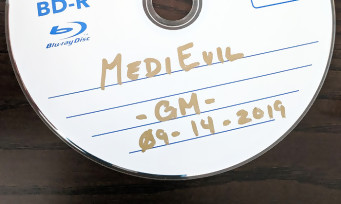 BD-R
Blu-ray Disc
MEDIEVIL
-GM-
09-14-2019